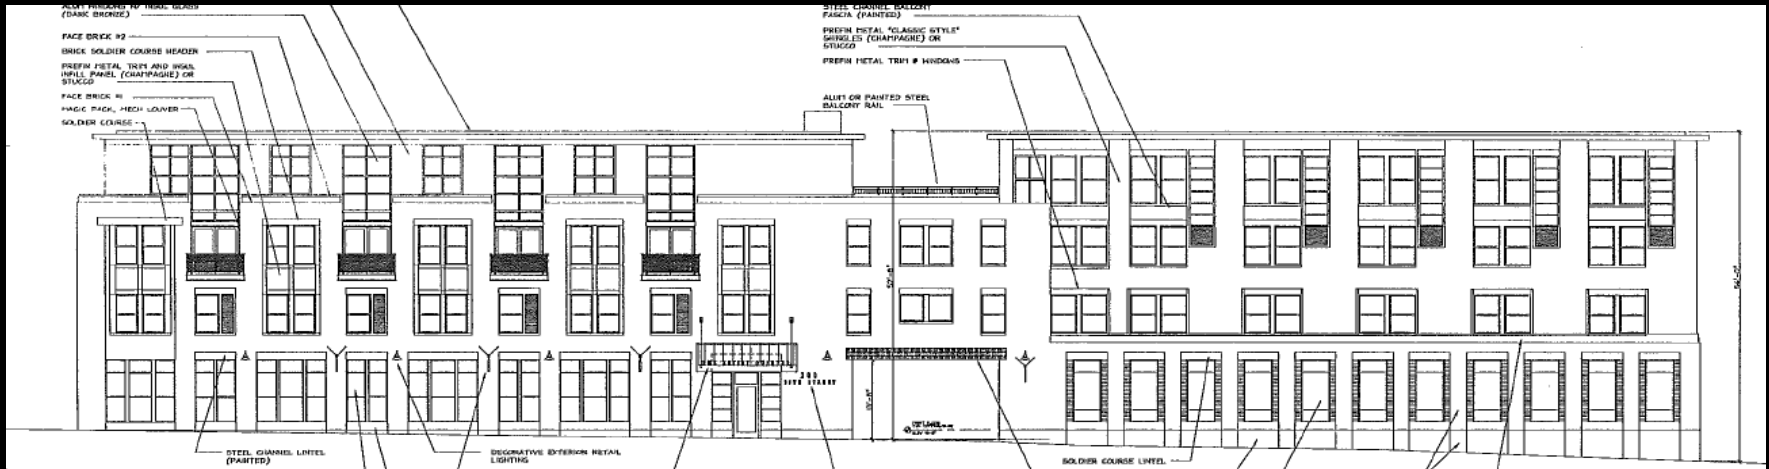 ALUM WINDOWS W/ INSUL GLASS
(DARK BRONZE)
FACE BRICK #2
BRICK SOLDIER COURSE HEADER
PREFIN METAL TRIM AND INSUL
INFILL PANEL (CHAMPAGNE) OR
STUCCO
FACE BRICK #1
MAGIC PACK, MECH LOUVER
SOLDIER COURSE
STEEL CHANNEL BALCONY
FASCIA (PAINTED)
PREFIN METAL "CLASSIC STYLE"
SHINGLES (CHAMPAGNE) OR
STUCCO
PREFIN METAL TRIM @ WINDOWS
ALUM OR PAINTED STEEL
BALCONY RAIL
STREET
STEEL CHANNEL LINTEL
(PAINTED)
DECORATIVE EXTERIOR RETAIL
LIGHTING
SOLDIER COURSE LINTEL